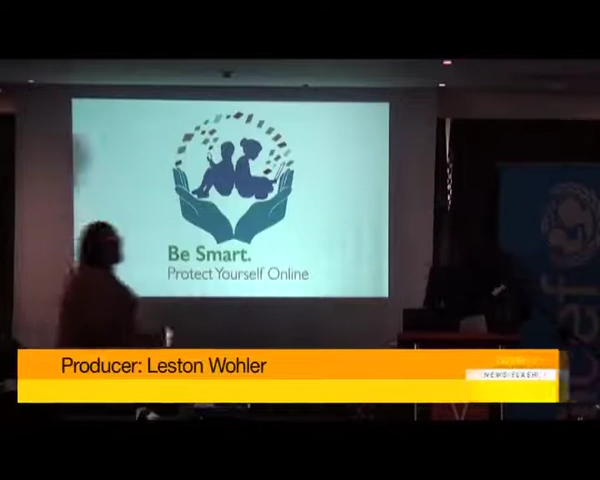 Be Smart.
Protect Yourself Online
Producer: Leston Wohler
NEWS FLASH